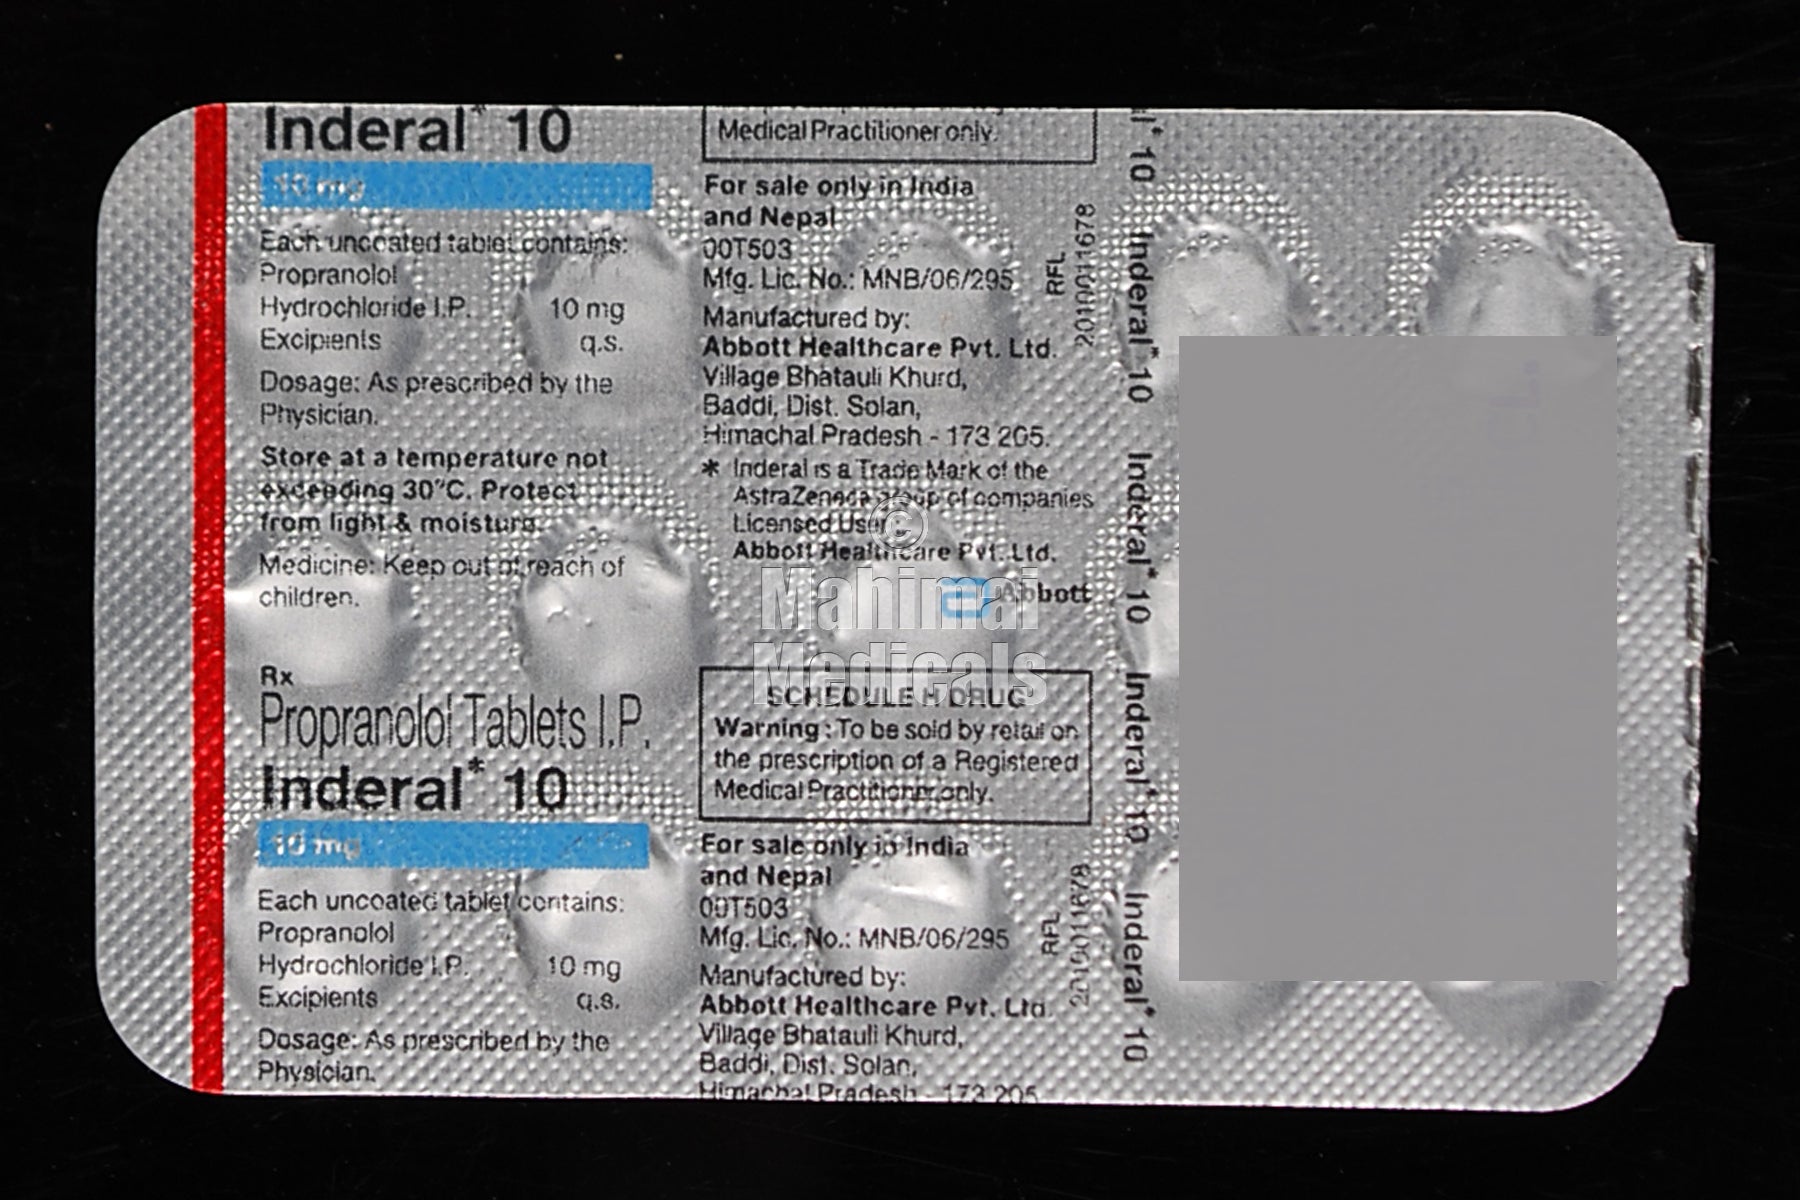 Inderal* 10
10 mg
Each uncoated tablet contains:
Propranolol
Hydrochloride I.P. 10 mg
Excipients q.s.
Dosage: As prescribed by the
Physician.
Store at a temperature not
exceeding 30°C. Protect
from light & moisture.
Medicine: Keep out of reach of
children.
Rx
Propranolol Tablets I.P.
Inderal* 10
10 mg
Each uncoated tablet contains:
Propranolol
Hydrochloride I.P. 10 mg
Excipients q.s.
Dosage: As prescribed by the
Physician.
Medical Practitioner only.
For sale only in India
and Nepal
00T503
Mfg. Lic. No.: MNB/06/295
Manufactured by:
Abbott Healthcare Pvt. Ltd.
Village Bhatauli Khurd,
Baddi, Dist. Solan,
Himachal Pradesh - 173 205.
* Inderal is a Trade Mark of the
AstraZeneca group of companies
Licensed User:
Abbott Healthcare Pvt. Ltd.
Abbott
©
Mahimai
Medicals
SCHEDULE H DRUG
Warning : To be sold by retail on
the prescription of a Registered
Medical Practitioner only.
For sale only in India
and Nepal
00T503
Mfg. Lic. No.: MNB/06/295
Manufactured by:
Abbott Healthcare Pvt. Ltd.
Village Bhatauli Khurd,
Baddi, Dist. Solan,
Himachal Pradesh - 173 205
RFL
2010011678
RFL
2010011678
al* 10 Inderal* 10 Inderal* 10 Inderal* 10 Inderal* 10